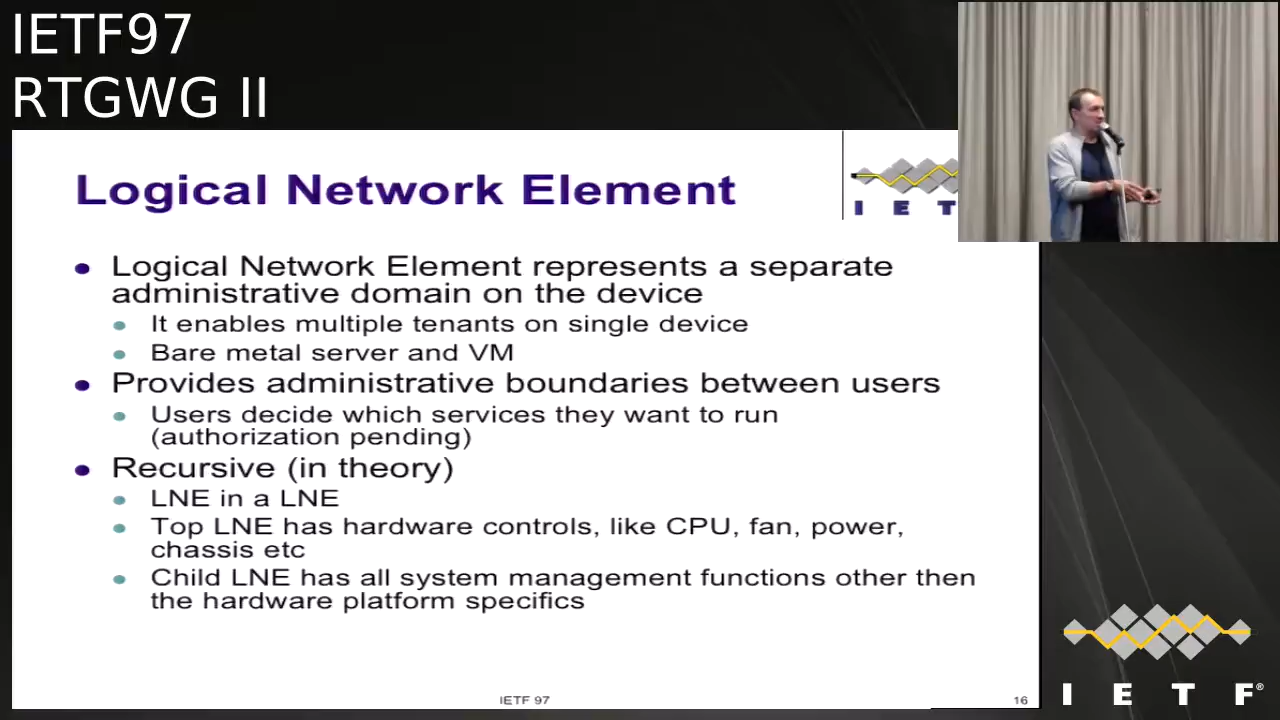 IETF97
RTGWG II
Logical Network Element
I E T
Logical Network Element represents a separate
administrative domain on the device
It enables multiple tenants on single device
Bare metal server and VM
Provides administrative boundaries between users
Users decide which services they want to run
(authorization pending)
Recursive (in theory)
LNE in a LNE
Top LNE has hardware controls, like CPU, fan, power,
chassis etc
Child LNE has all system management functions other then
the hardware platform specifics
IETF 97
16
I E T F®